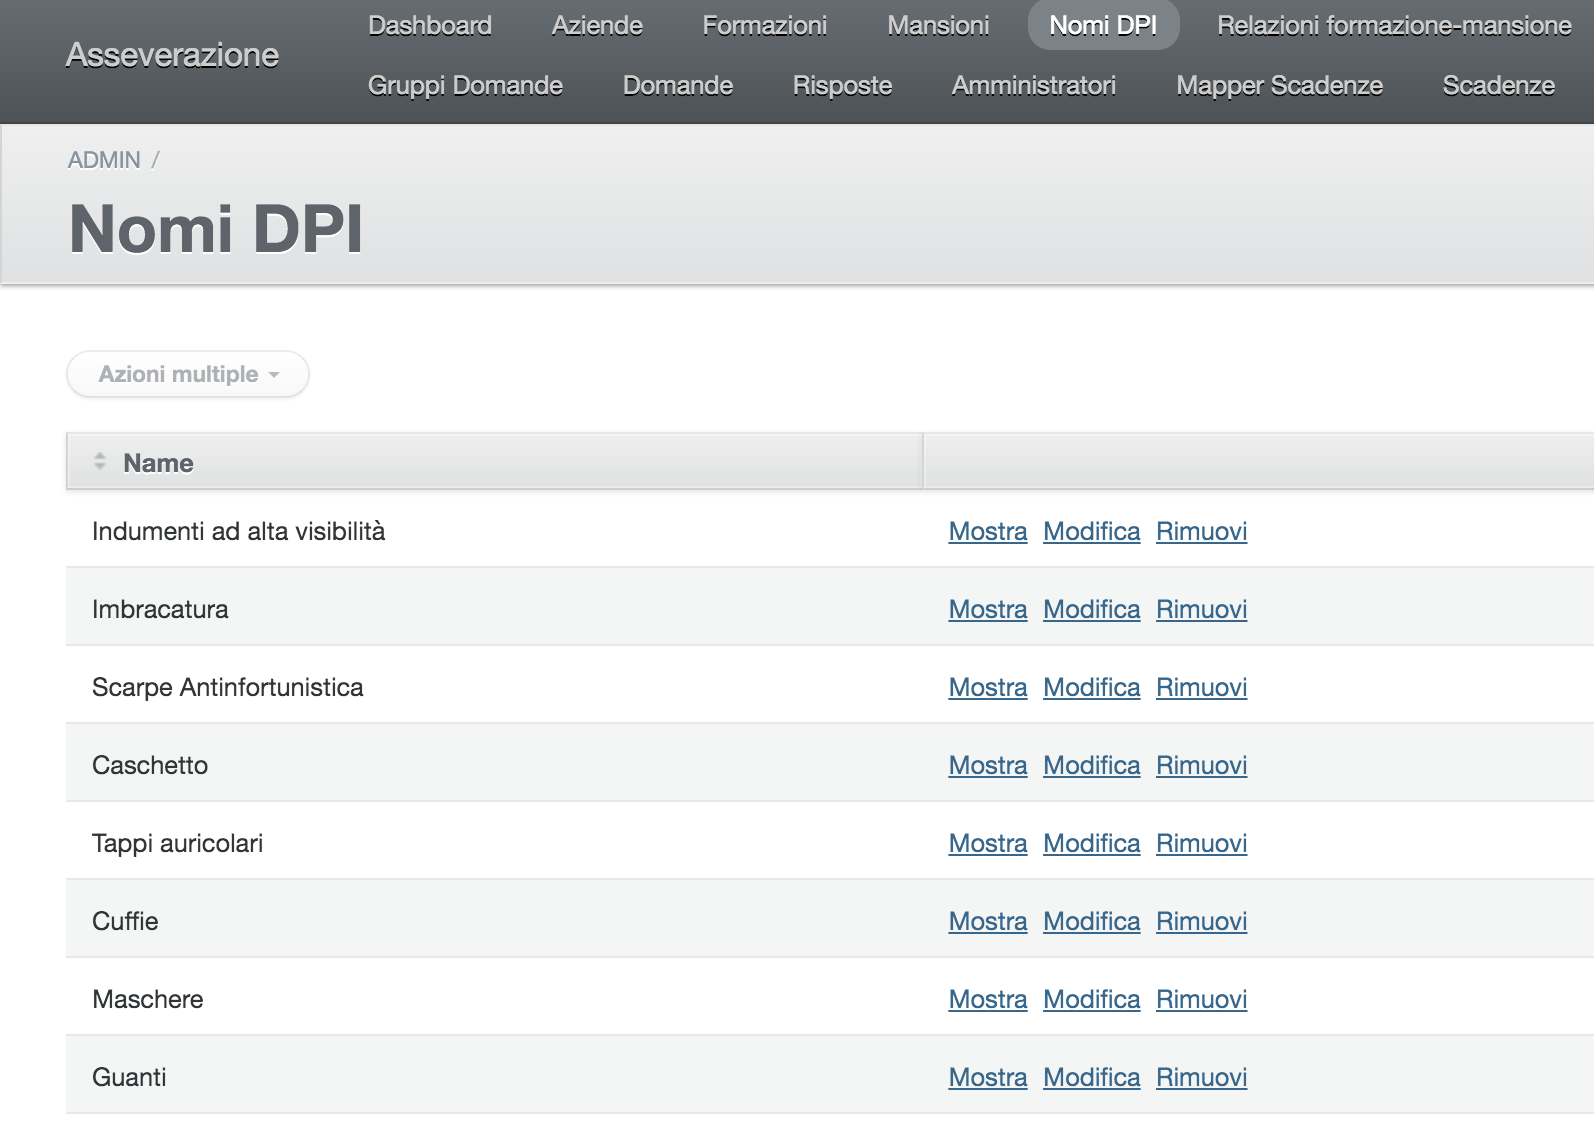 Asseverazione
Dashboard Aziende Formazioni Mansioni Nomi DPI Relazioni formazione-mansione
Gruppi Domande Domande Risposte Amministratori Mapper Scadenze Scadenze
ADMIN /
Nomi DPI
Azioni multiple
Name
Indumenti ad alta visibilità Mostra Modifica Rimuovi
Imbracatura Mostra Modifica Rimuovi
Scarpe Antinfortunistica Mostra Modifica Rimuovi
Caschetto Mostra Modifica Rimuovi
Tappi auricolari Mostra Modifica Rimuovi
Cuffie Mostra Modifica Rimuovi
Maschere Mostra Modifica Rimuovi
Guanti Mostra Modifica Rimuovi